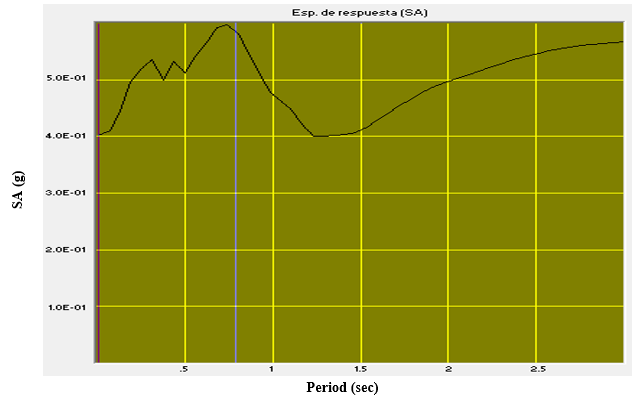 Esp. de respuesta (SA)
5.0E-01
4.0E-01
3.0E-01
2.0E-01
1.0E-01
SA (g)
.5 1 1.5 2 2.5
Period (sec)